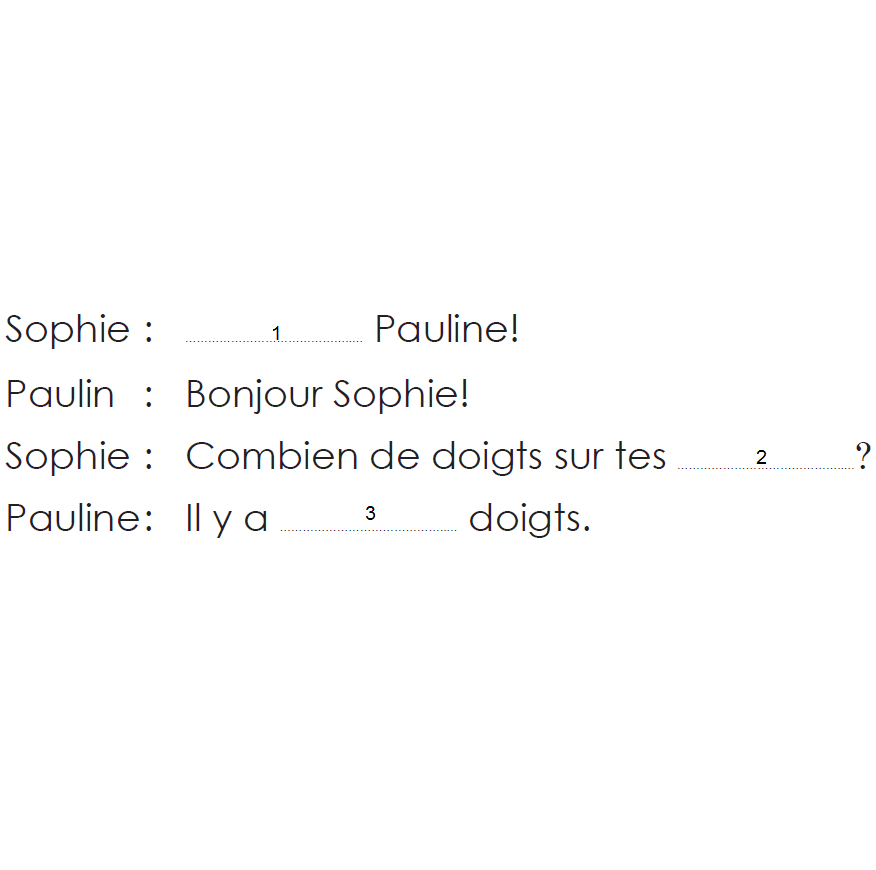 Sophie : ......1...... Pauline!
Paulin : Bonjour Sophie!
Sophie : Combien de doigts sur tes ......2......?
Pauline: Il y a ......3...... doigts.